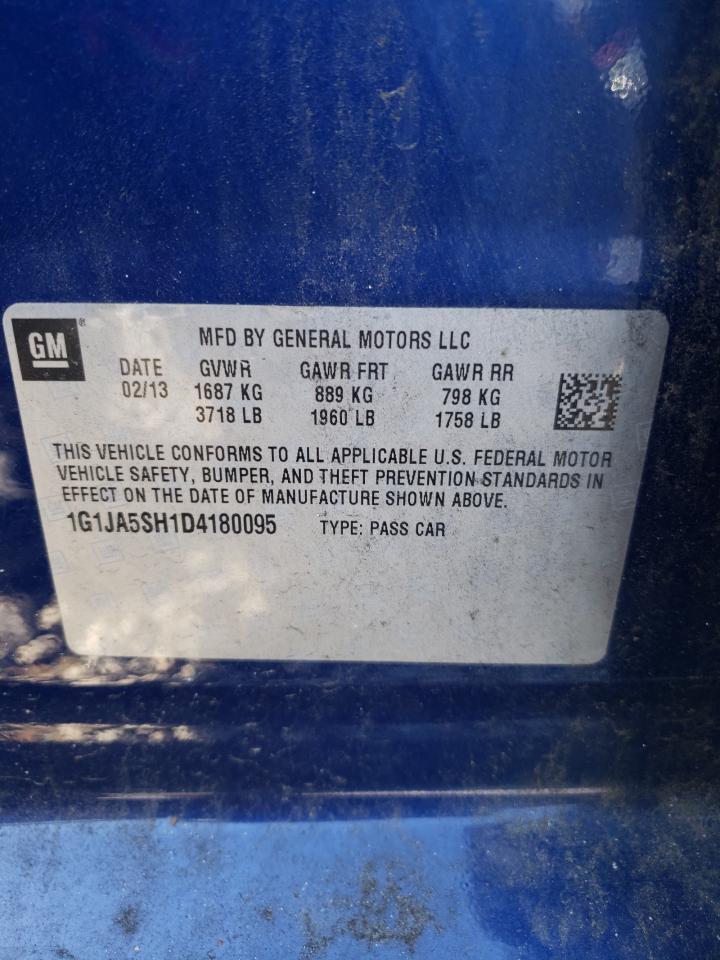 GM®
MFD BY GENERAL MOTORS LLC
DATE GVWR GAWR FRT GAWR RR
02/13 1687 KG 889 KG 798 KG
3718 LB 1960 LB 1758 LB
THIS VEHICLE CONFORMS TO ALL APPLICABLE U.S. FEDERAL MOTOR
VEHICLE SAFETY, BUMPER, AND THEFT PREVENTION STANDARDS IN
EFFECT ON THE DATE OF MANUFACTURE SHOWN ABOVE.
1G1JA5SH1D4180095 TYPE: PASS CAR